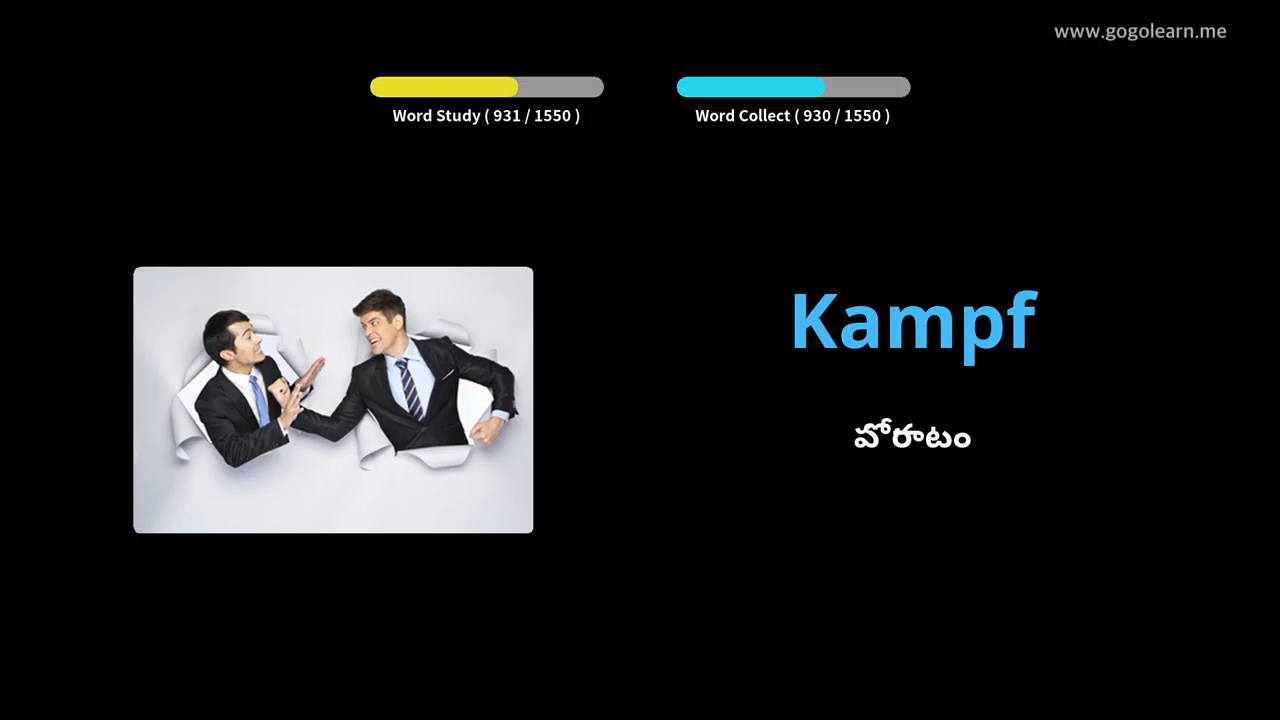 www.gogolearn.me
Word Study ( 931 / 1550 )
Word Collect ( 930 / 1550 )
Kampf
పోరాటం